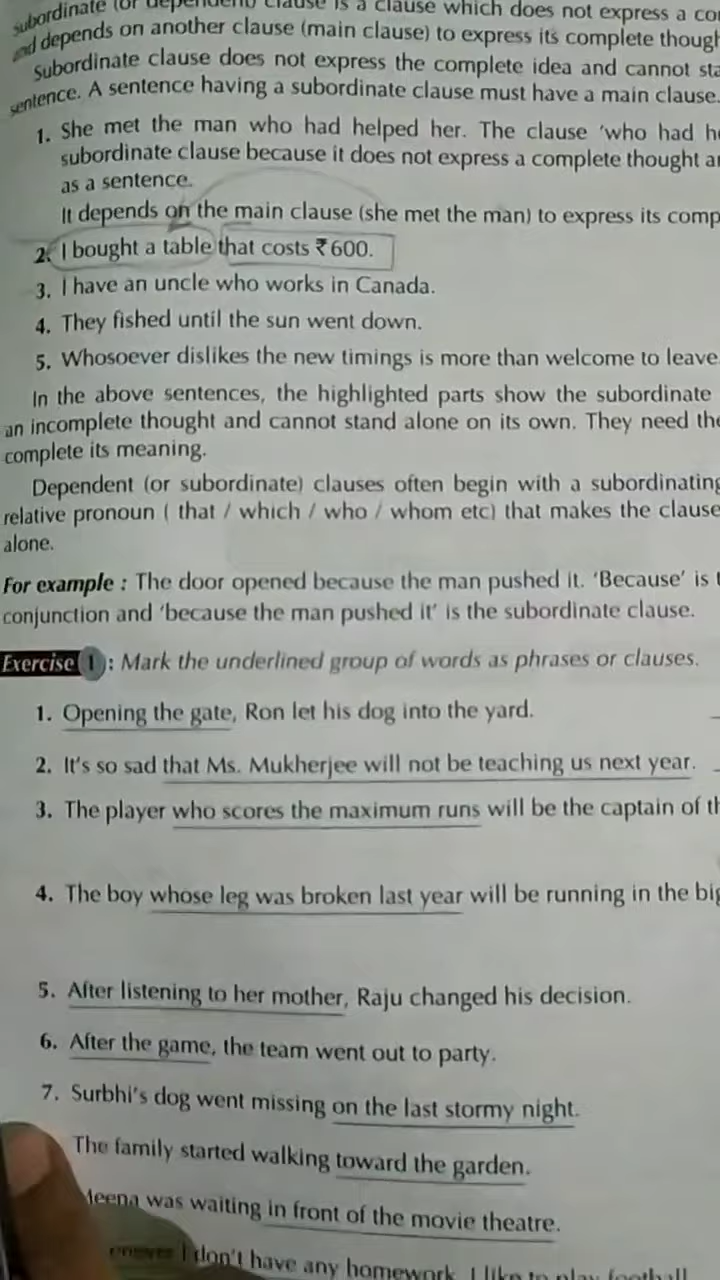 subordinate (or dependent) clause is a clause which does not express a
and depends on another clause (main clause) to express its complete
Subordinate clause does not express the complete idea and cannot
sentence. A sentence having a subordinate clause must have a main clause.
1. She met the man who had helped her. The clause 'who had
subordinate clause because it does not express a complete thought
as a sentence.
It depends on the main clause (she met the man) to express its
2. I bought a table that costs ₹600.
3. I have an uncle who works in Canada.
4. They fished until the sun went down.
5. Whosoever dislikes the new timings is more than welcome to leave
In the above sentences, the highlighted parts show the subordinate
an incomplete thought and cannot stand alone on its own. They need
complete its meaning.
Dependent (or subordinate) clauses often begin with a subordinating
relative pronoun ( that / which / who / whom etc) that makes the clause
alone.
For example : The door opened because the man pushed it. 'Because' is
conjunction and 'because the man pushed it' is the subordinate clause.
Exercise 1 : Mark the underlined group of words as phrases or clauses.
1. Opening the gate, Ron let his dog into the yard.
2. It's so sad that Ms. Mukherjee will not be teaching us next year.
3. The player who scores the maximum runs will be the captain of
4. The boy whose leg was broken last year will be running in the
5. After listening to her mother, Raju changed his decision.
6. After the game, the team went out to party.
7. Surbhi's dog went missing on the last stormy night.
The family started walking toward the garden.
was waiting in front of the movie theatre.
I don't have any homework, I like to play football